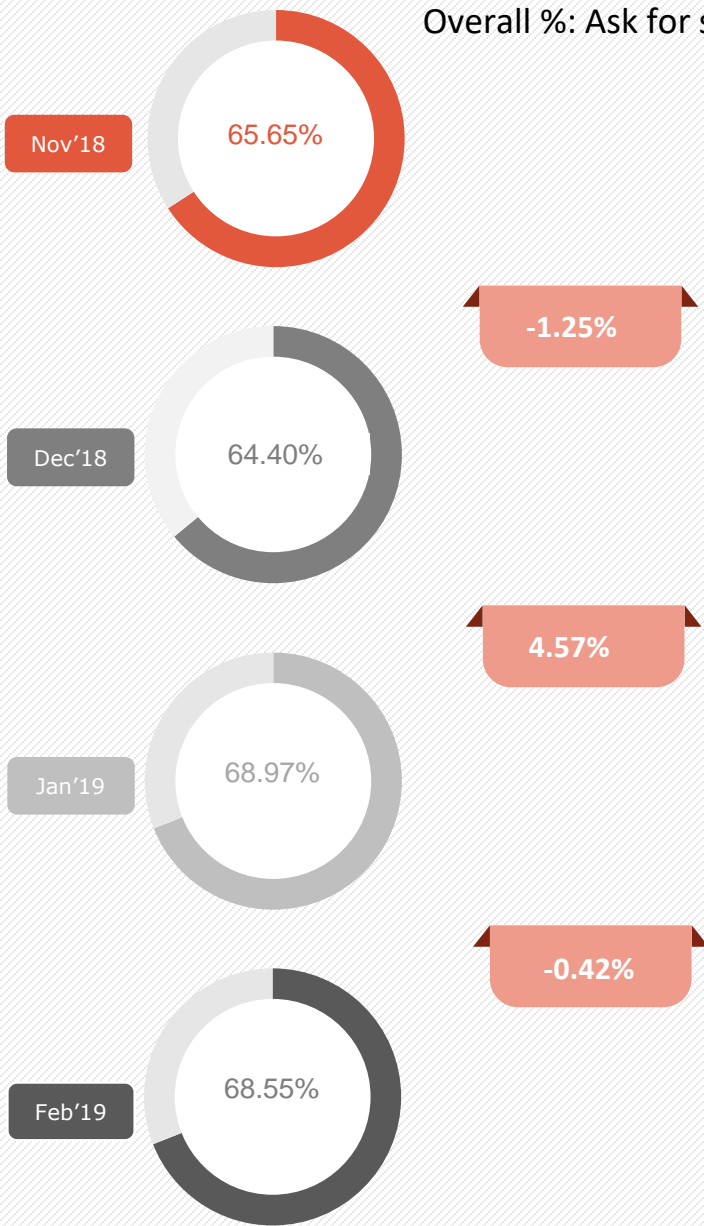 Overall %: Ask for
65.65%
Nov’18
-1.25%
64.40%
Dec’18
4.57%
68.97%
Jan’19
-0.42%
68.55%
Feb’19